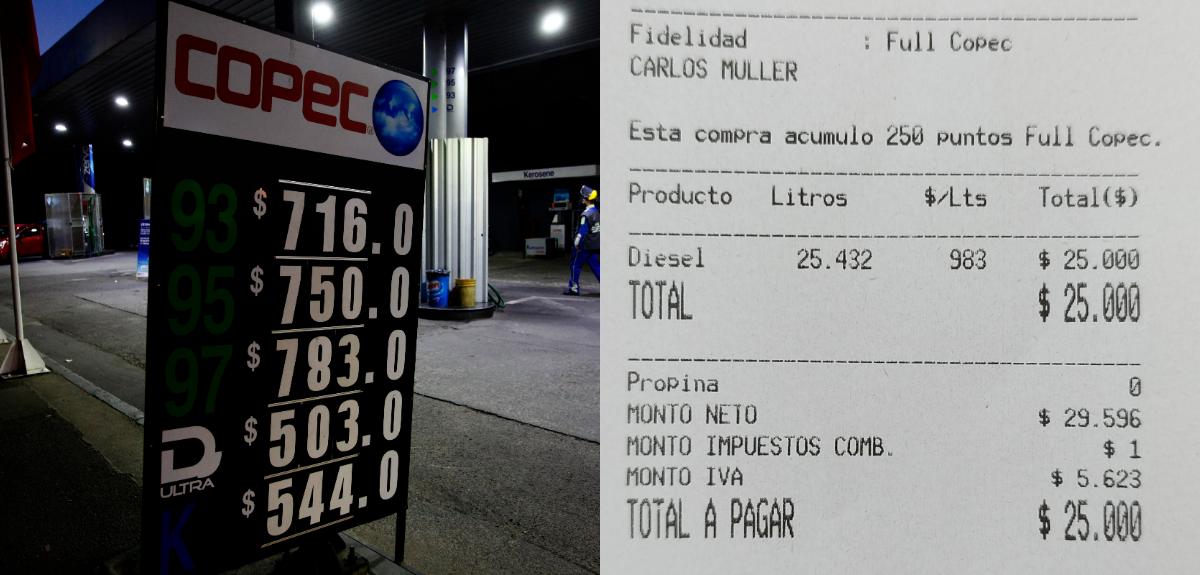 COPEC
93 $ 716.0
95 $ 750.0
97 $ 783.0
D ULTRA $ 503.0
K $ 544.0
97
95
93
D
Kerosene
Fidelidad : Full Copec
CARLOS MULLER
Esta compra acumulo 250 puntos Full Copec.
Producto Litros $/Lts Total($)
Diesel 25.432 983 $ 25.000
TOTAL $ 25.000
Propina 0
MONTO NETO $ 29.596
MONTO IMPUESTOS COMB. $ 1
MONTO IVA $ 5.623
TOTAL A PAGAR $ 25.000